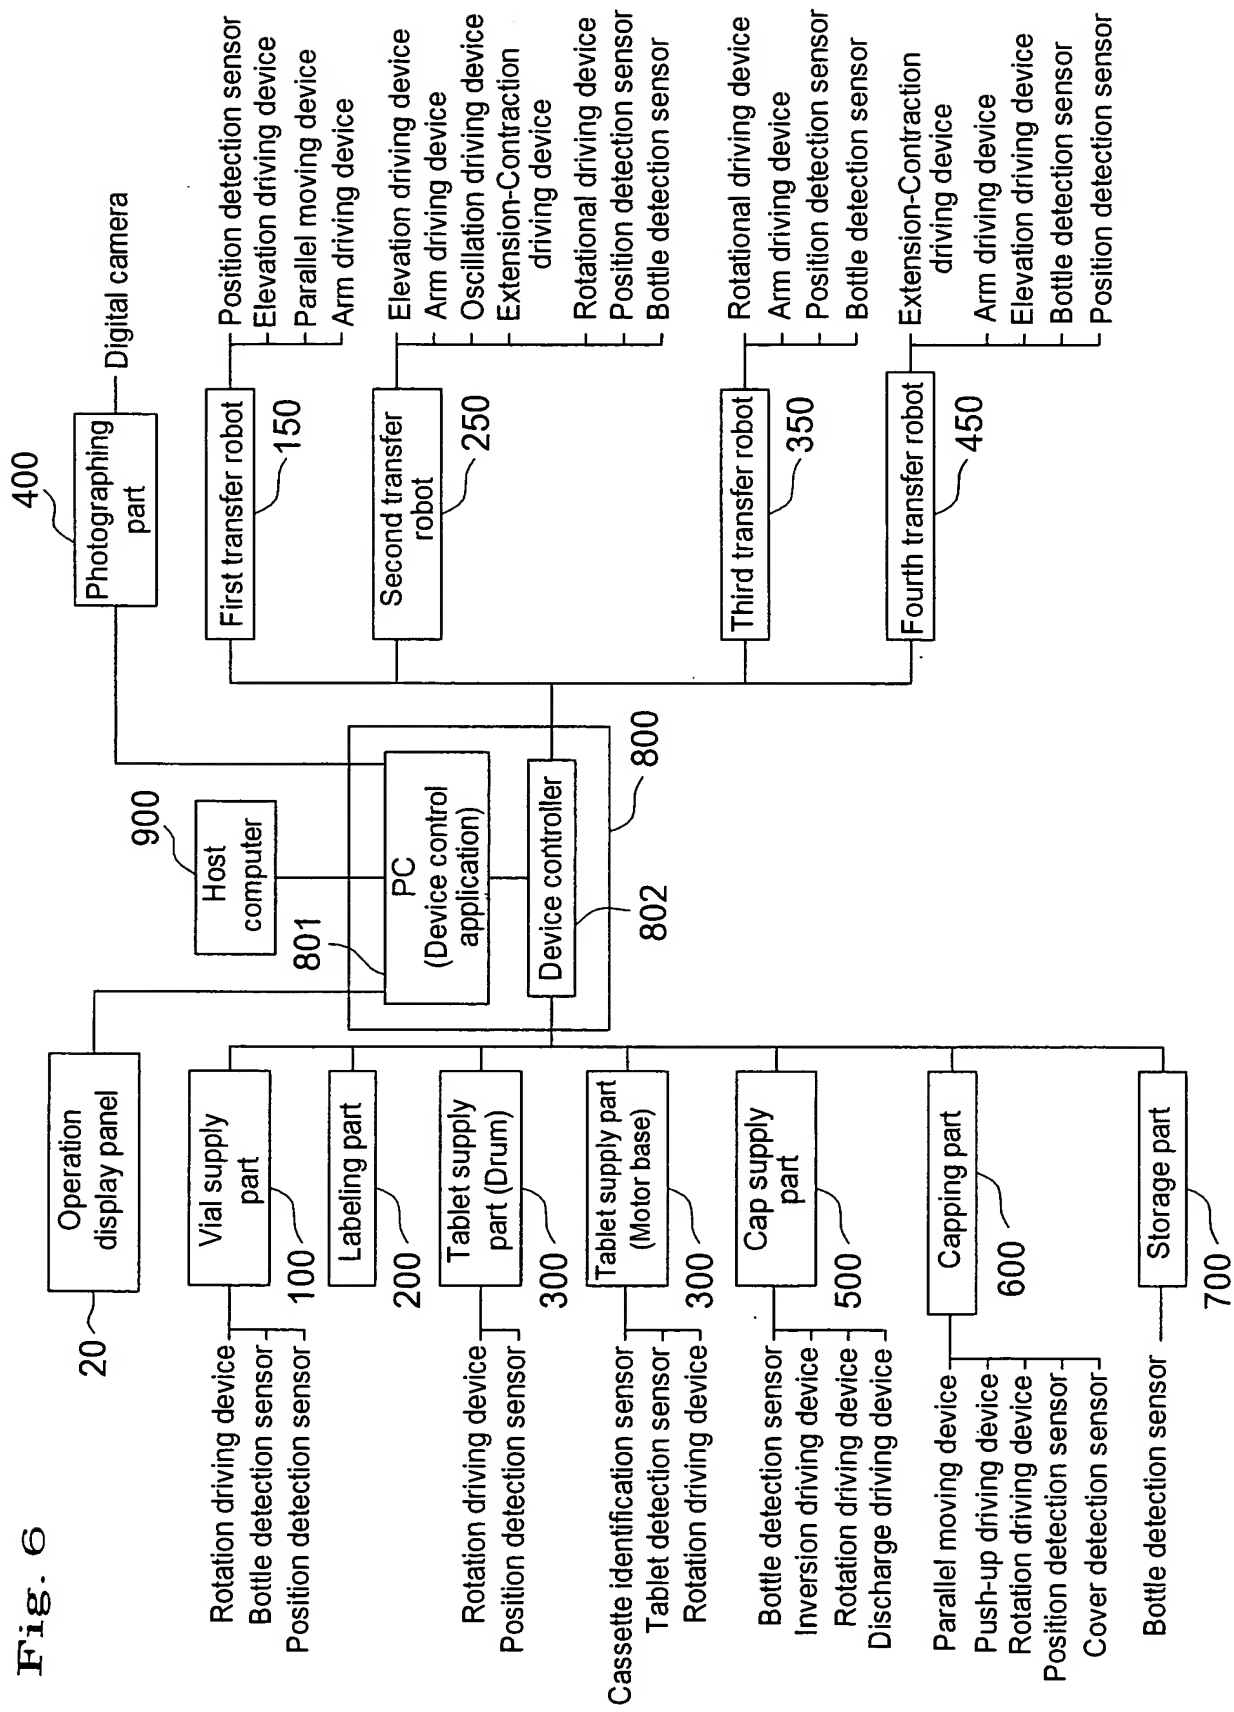 Fig. 6
20
Operation
display panel
900
Host
computer
400
Photographing
part
Digital camera
801
PC
(Device control
application)
Device controller
802
800
Vial supply
part
100
Rotation driving device
Bottle detection sensor
Position detection sensor
Labeling part
200
Tablet supply
part (Drum)
300
Rotation driving device
Position detection sensor
Tablet supply part
(Motor base)
300
Cassette identification sensor
Tablet detection sensor
Rotation driving device
Cap supply
part
500
Bottle detection sensor
Inversion driving device
Rotation driving device
Discharge driving device
Capping part
600
Parallel moving device
Push-up driving device
Rotation driving device
Position detection sensor
Cover detection sensor
Storage part
700
Bottle detection sensor
First transfer robot
150
Position detection sensor
Elevation driving device
Parallel moving device
Arm driving device
Second transfer
robot
250
Elevation driving device
Arm driving device
Oscillation driving device
Extension-Contraction
driving device
Rotational driving device
Position detection sensor
Bottle detection sensor
Third transfer robot
350
Rotational driving device
Arm driving device
Position detection sensor
Bottle detection sensor
Fourth transfer robot
450
Extension-Contraction
driving device
Arm driving device
Elevation driving device
Bottle detection sensor
Position detection sensor